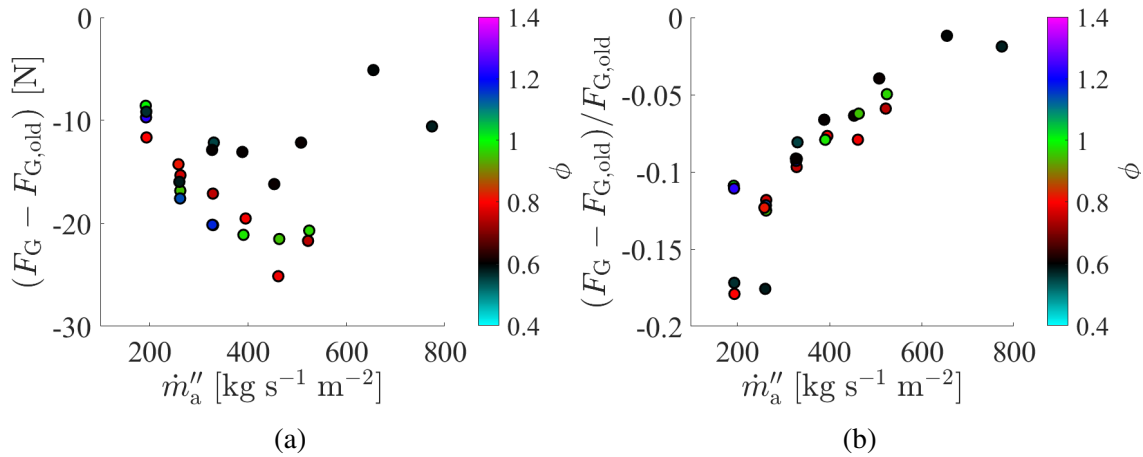 0
-10
-20
-30
200 400 600 800
(F_G − F_G,old) [N]
ṁ″_a [kg s⁻¹ m⁻²]
1.4
1.2
1
0.8
0.6
0.4
ϕ
(a)
0
-0.05
-0.1
-0.15
-0.2
200 400 600 800
(F_G − F_G,old)/F_G,old
ṁ″_a [kg s⁻¹ m⁻²]
1.4
1.2
1
0.8
0.6
0.4
ϕ
(b)